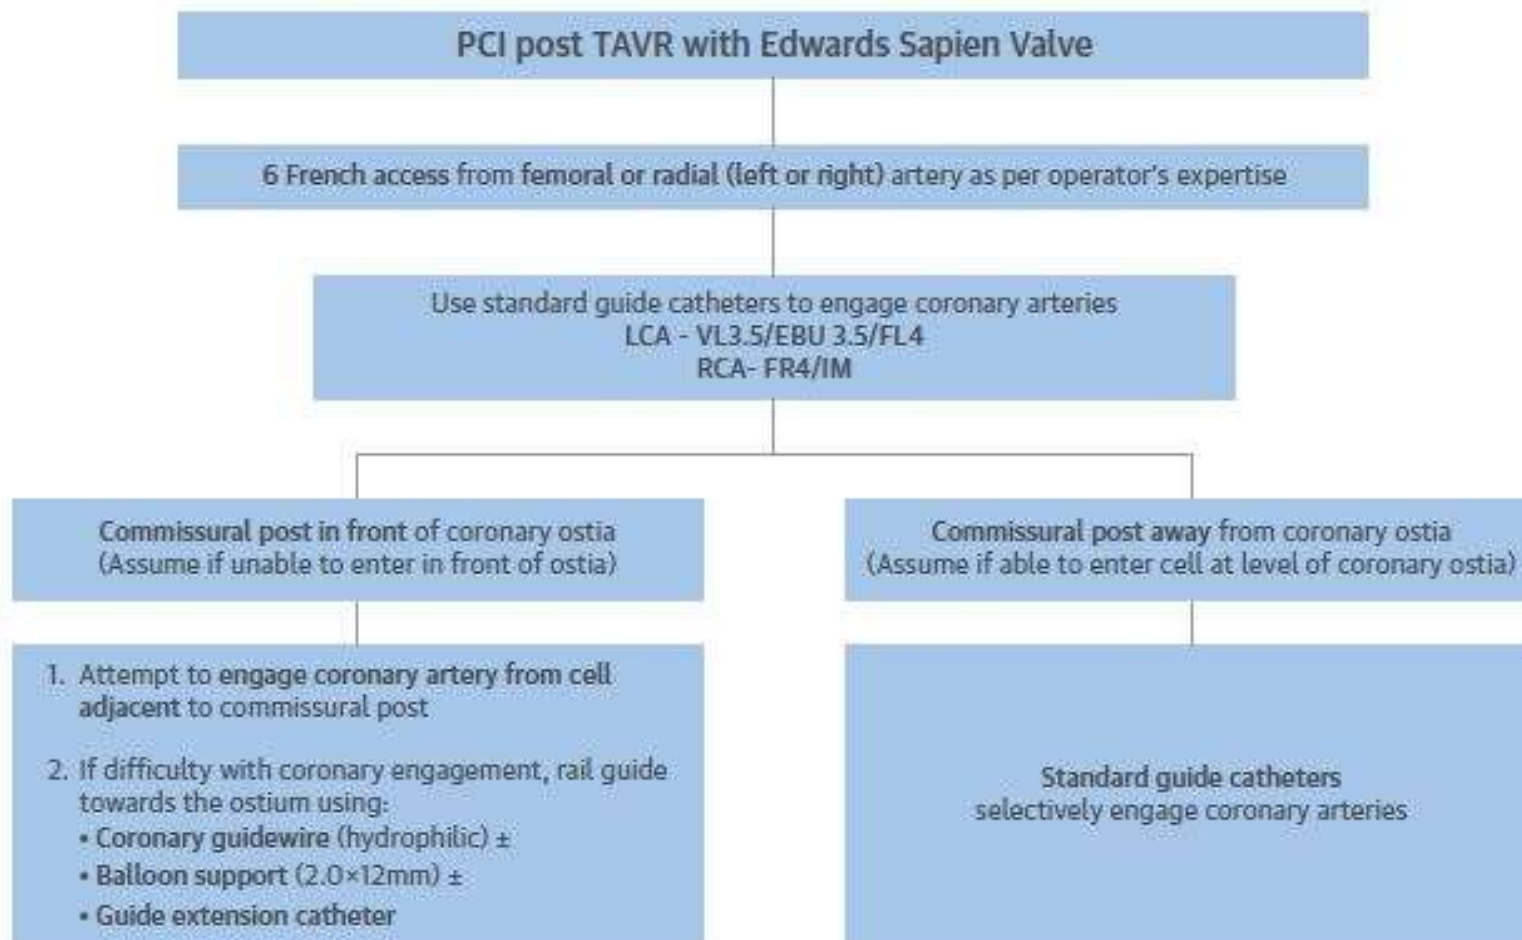 PCI post TAVR with Edwards Sapien Valve
6 French access from femoral or radial (left or right) artery as per operator's expertise
Use standard guide catheters to engage coronary arteries
LCA - VL3.5/EBU 3.5/FL4
RCA- FR4/IM
Commissural post in front of coronary ostia
(Assume if unable to enter in front of ostia)
1. Attempt to engage coronary artery from cell
adjacent to commissural post
2. If difficulty with coronary engagement, rail guide
towards the ostium using:
• Coronary guidewire (hydrophilic) ±
• Balloon support (2.0×12mm) ±
• Guide extension catheter
Commissural post away from coronary ostia
(Assume if able to enter cell at level of coronary ostia)
Standard guide catheters
selectively engage coronary arteries